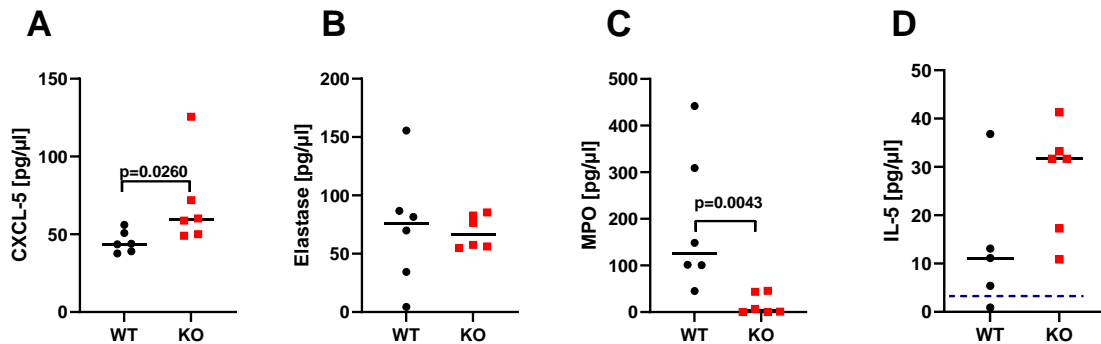 A
B
C
D
CXCL-5 [pg/µl]
150
100
50
0
p=0.0260
WT
KO
Elastase [pg/µl]
200
150
100
50
0
WT
KO
MPO [pg/µl]
500
400
300
200
100
0
p=0.0043
WT
KO
IL-5 [pg/µl]
50
40
30
20
10
0
WT
KO